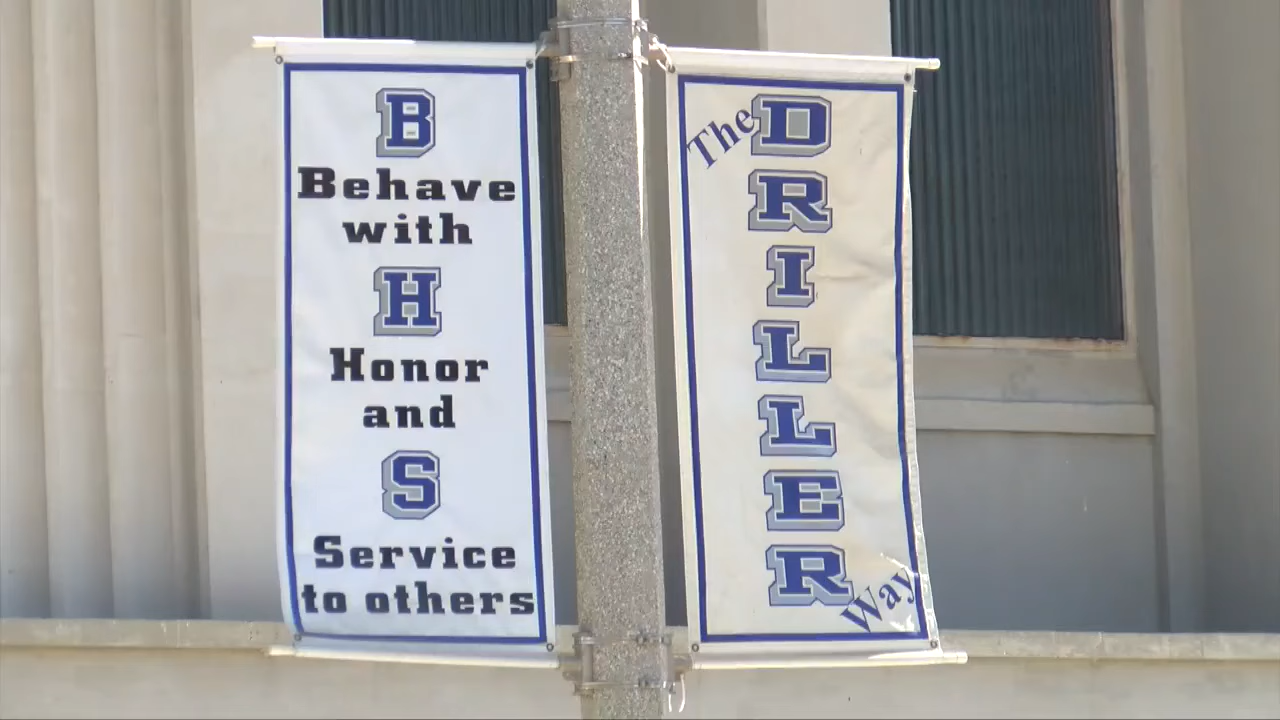 B
Behave
with
H
Honor
and
S
Service
to others
The
DRILLER
Way